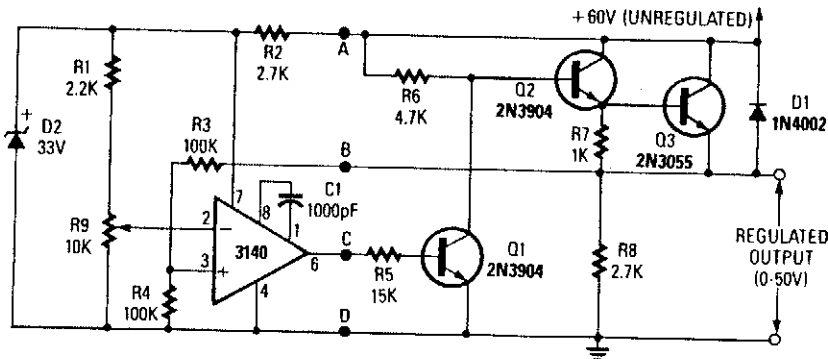 +60V (UNREGULATED)
R1
2.2K
R2
2.7K
A
R6
4.7K
Q2
2N3904
D1
1N4002
D2
33V
+
R3
100K
B
R7
1K
Q3
2N3055
C1
1000pF
7
8
1
R9
10K
2
−
3140
6
C
R5
15K
Q1
2N3904
R8
2.7K
REGULATED
OUTPUT
(0-50V)
3
+
R4
100K
4
D